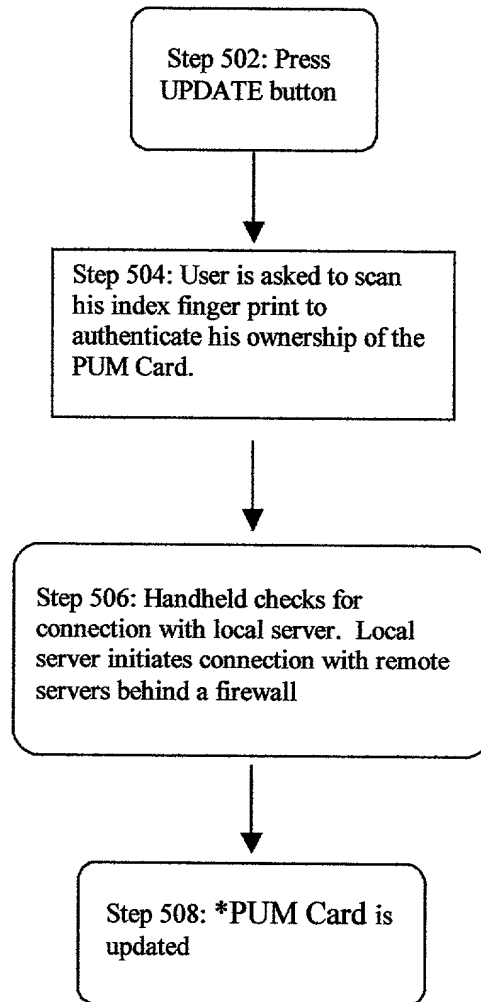 Step 502: Press
UPDATE button
Step 504: User is asked to scan
his index finger print to
authenticate his ownership of the
PUM Card.
Step 506: Handheld checks for
connection with local server. Local
server initiates connection with remote
servers behind a firewall
Step 508: *PUM Card is
updated